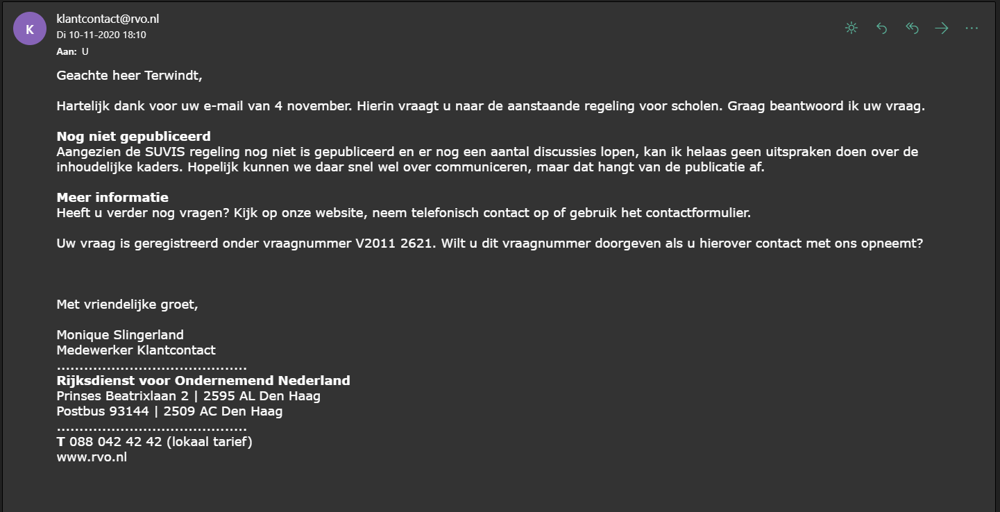 K
klantcontact@rvo.nl
Di 10-11-2020 18:10
Aan: U
Geachte heer Terwindt,
Hartelijk dank voor uw e-mail van 4 november. Hierin vraagt u naar de aanstaande regeling voor scholen. Graag beantwoord ik uw vraag.
Nog niet gepubliceerd
Aangezien de SUVIS regeling nog niet is gepubliceerd en er nog een aantal discussies lopen, kan ik helaas geen uitspraken doen over de
inhoudelijke kaders. Hopelijk kunnen we daar snel wel over communiceren, maar dat hangt van de publicatie af.
Meer informatie
Heeft u verder nog vragen? Kijk op onze website, neem telefonisch contact op of gebruik het contactformulier.
Uw vraag is geregistreerd onder vraagnummer V2011 2621. Wilt u dit vraagnummer doorgeven als u hierover contact met ons opneemt?
Met vriendelijke groet,
Monique Slingerland
Medewerker Klantcontact
..........................................
Rijksdienst voor Ondernemend Nederland
Prinses Beatrixlaan 2 | 2595 AL Den Haag
Postbus 93144 | 2509 AC Den Haag
..........................................
T 088 042 42 42 (lokaal tarief)
www.rvo.nl